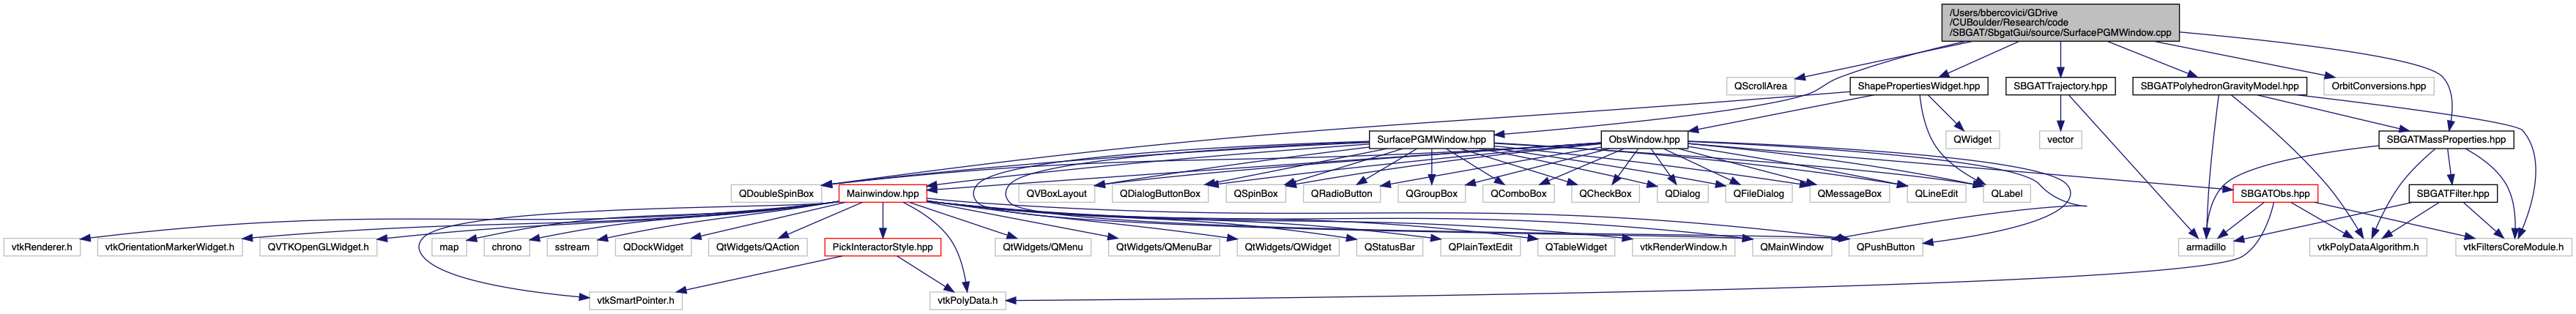 /Users/bbercovici/GDrive
/CUBoulder/Research/code
/SBGAT/SbgatGui/source/SurfacePGMWindow.cpp
QScrollArea
ShapePropertiesWidget.hpp
SBGATTrajectory.hpp
SBGATPolyhedronGravityModel.hpp
OrbitConversions.hpp
SurfacePGMWindow.hpp
ObsWindow.hpp
QWidget
vector
SBGATMassProperties.hpp
QDoubleSpinBox
Mainwindow.hpp
QVBoxLayout
QDialogButtonBox
QSpinBox
QRadioButton
QGroupBox
QComboBox
QCheckBox
QDialog
QFileDialog
QMessageBox
QLineEdit
QLabel
SBGATObs.hpp
SBGATFilter.hpp
vtkRenderer.h
vtkOrientationMarkerWidget.h
QVTKOpenGLWidget.h
map
chrono
sstream
QDockWidget
QtWidgets/QAction
PickInteractorStyle.hpp
QtWidgets/QMenu
QtWidgets/QMenuBar
QtWidgets/QWidget
QStatusBar
QPlainTextEdit
QTableWidget
vtkRenderWindow.h
QMainWindow
QPushButton
armadillo
vtkPolyDataAlgorithm.h
vtkFiltersCoreModule.h
vtkSmartPointer.h
vtkPolyData.h